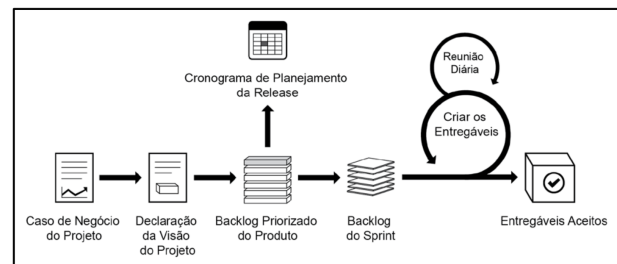 Cronograma de Planejamento
da Release
Reunião
Diária
Criar os
Entregáveis
Caso de Negócio
do Projeto
Declaração
da Visão
do Projeto
Backlog Priorizado
do Produto
Backlog
do Sprint
Entregáveis Aceitos